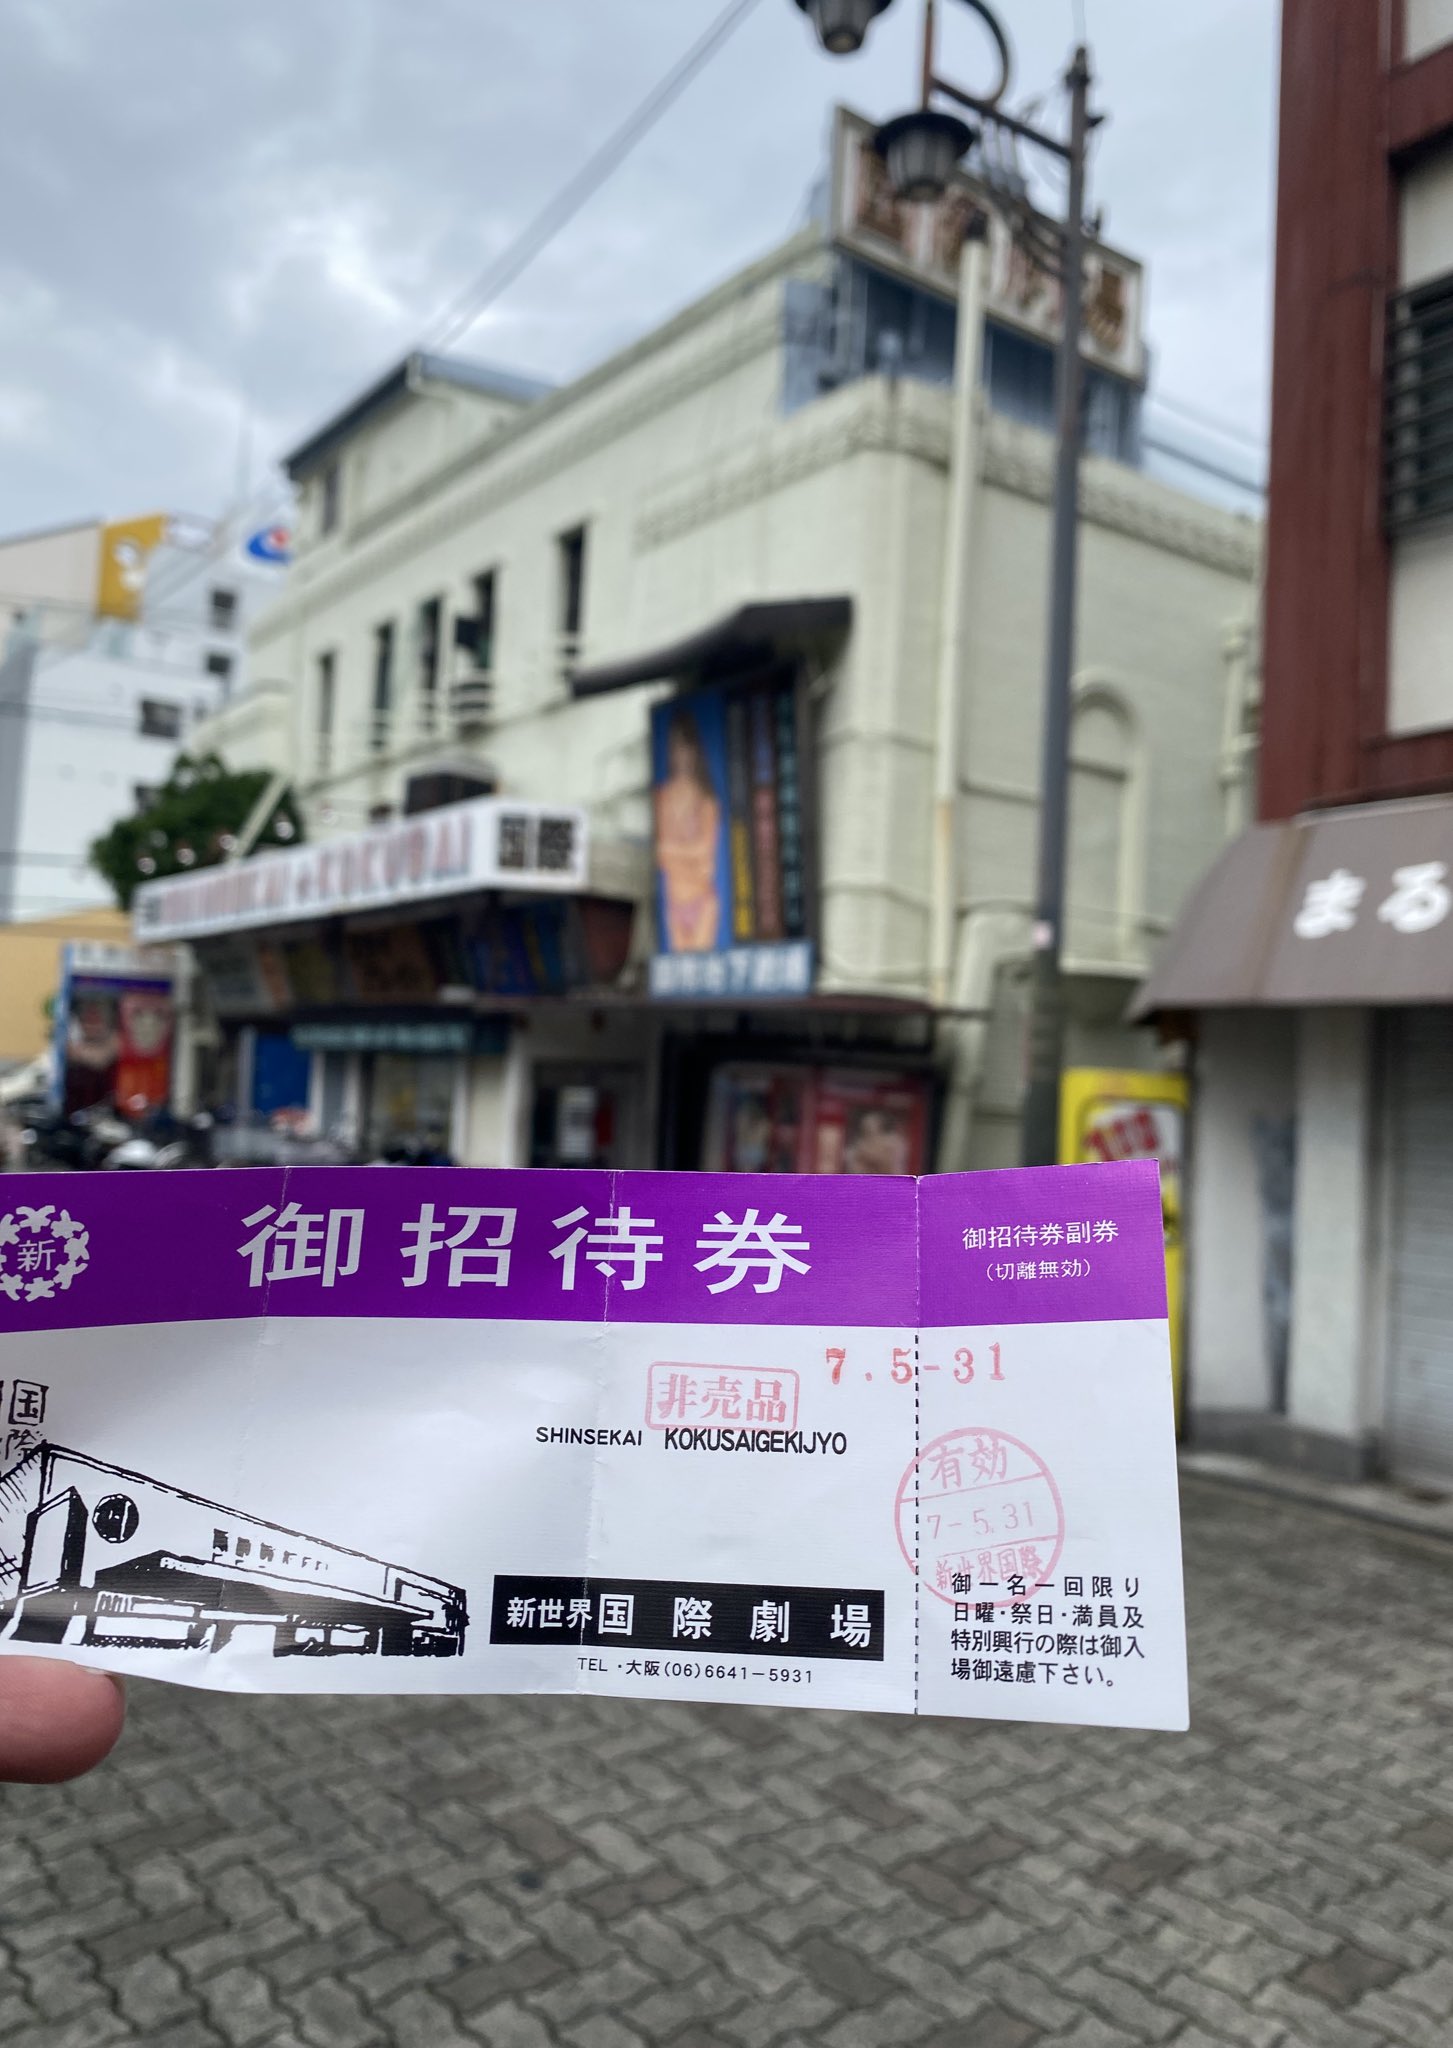 国際
まる
新
御招待券
御招待券副券
(切離無効)
7.5-31
非売品
SHINSEKAI KOKUSAIGEKIJYO
国
際
有効
7-5.31
新世界国際
新世界国際劇場
TEL・大阪(06)6641-5931
御一名一回限り
日曜・祭日・満員及
特別興行の際は御入
場御遠慮下さい。